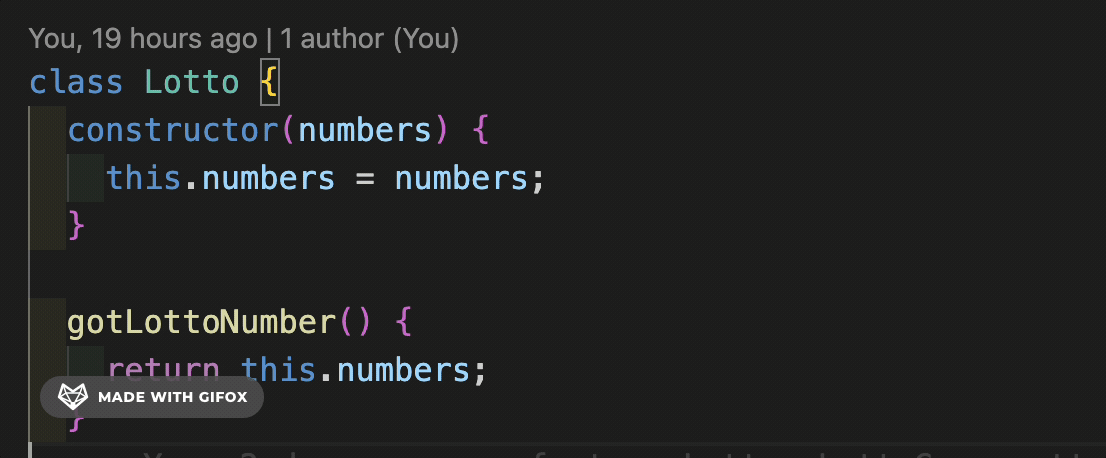 You, 19 hours ago | 1 author (You)
class Lotto {
constructor(numbers) {
this.numbers = numbers;
}
gotLottoNumber() {
return this.numbers;
MADE WITH GIFOX
}